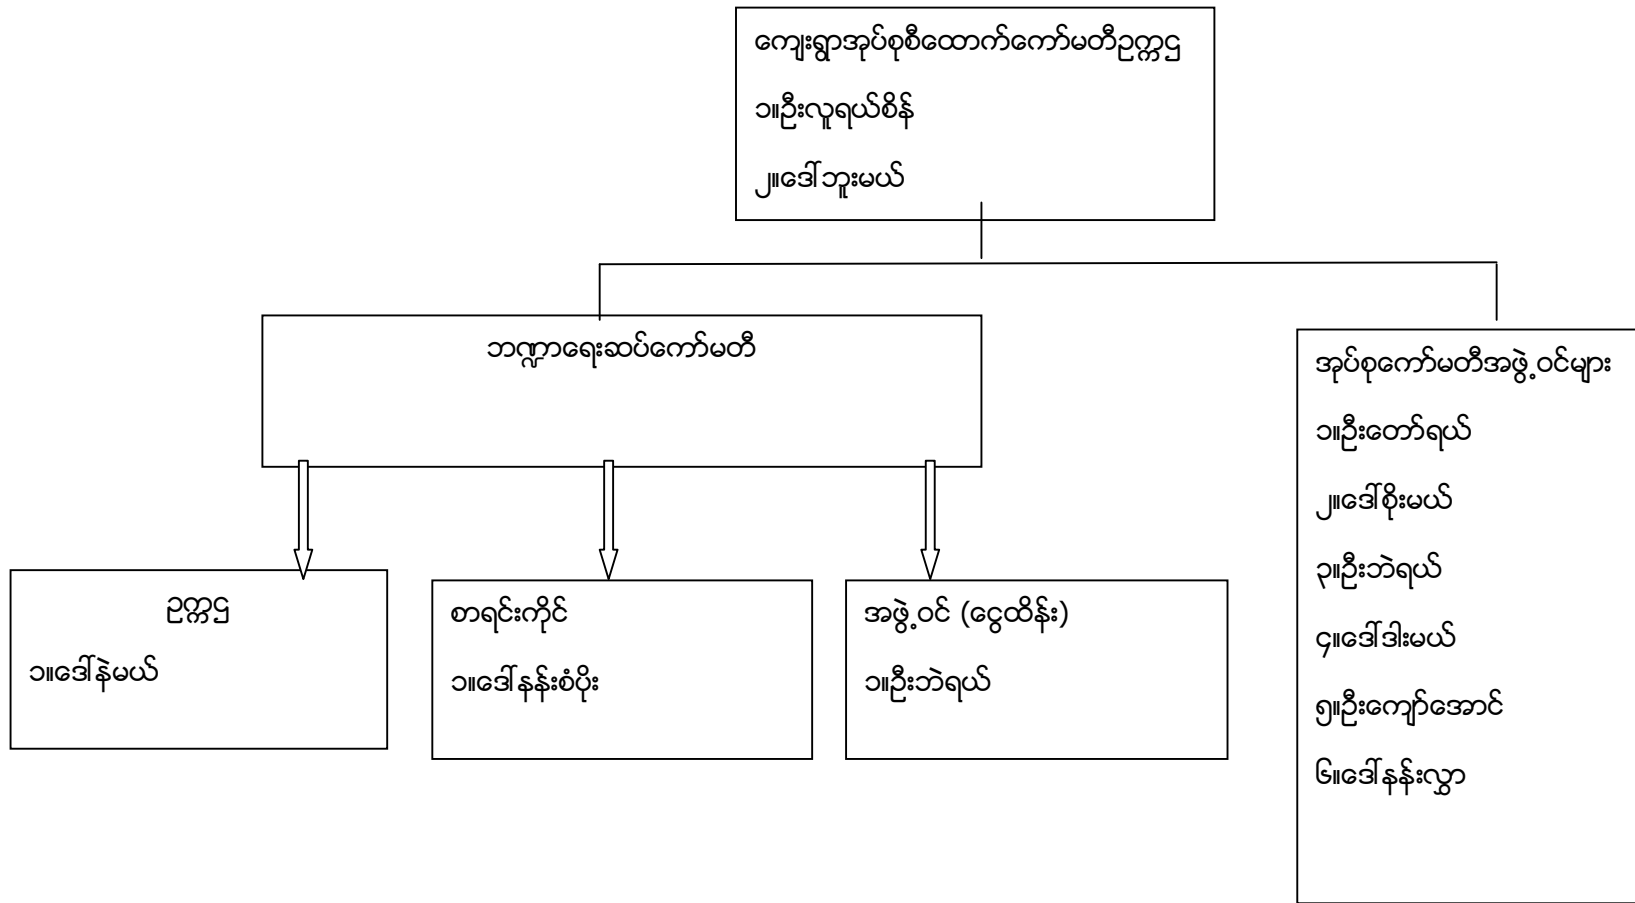 ကျေးရွာအုပ်စုစီထောက်ကော်မတီဥက္ကဌ
၁။ဦးလူရယ်စိန်
၂။ဒေါ်ဘူးမယ်
ဘဏ္ဍာရေးဆပ်ကော်မတီ
ဥက္ကဌ
၁။ဒေါ်နဲမယ်
စာရင်းကိုင်
၁။ဒေါ်နန်းစံပိုး
အဖွဲ့ဝင် (ငွေထိန်း)
၁။ဦးဘဲရယ်
အုပ်စုကော်မတီအဖွဲ့ဝင်များ
၁။ဦးတော်ရယ်
၂။ဒေါ်စိုးမယ်
၃။ဦးဘဲရယ်
၄။ဒေါ်ဒါးမယ်
၅။ဦးကျော်အောင်
၆။ဒေါ်နန်းလွှာ